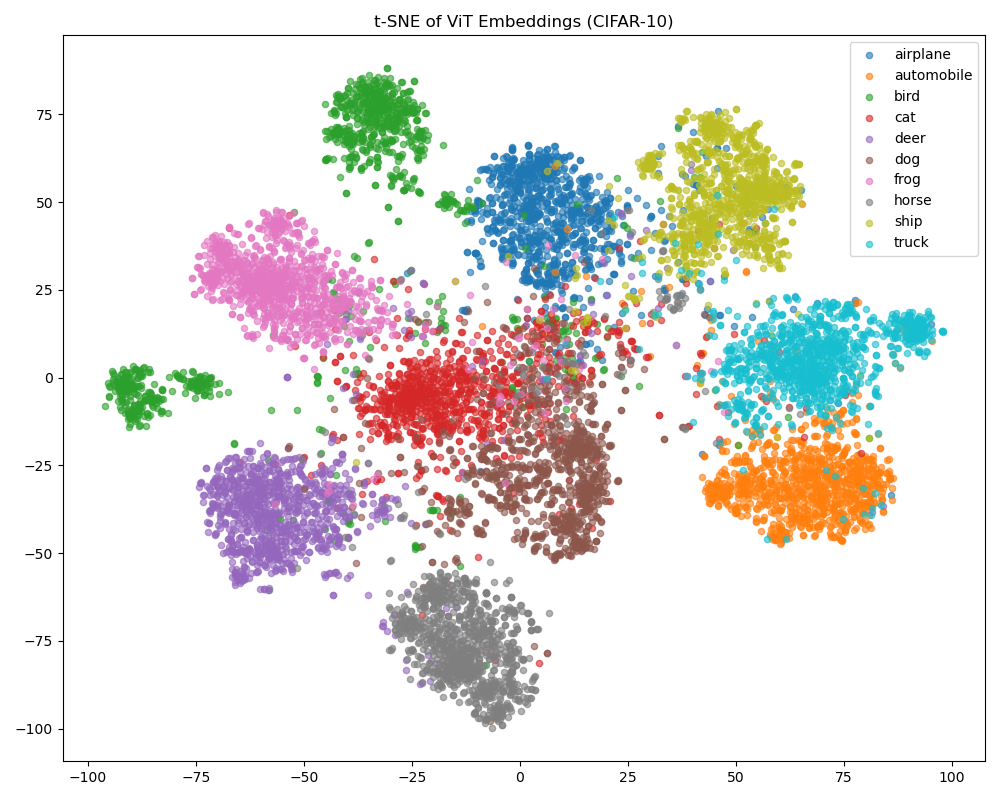 t-SNE of ViT Embeddings (CIFAR-10)
airplane
automobile
bird
cat
deer
dog
frog
horse
ship
truck
75
50
25
0
−25
−50
−75
−100
−100 −75 −50 −25 0 25 50 75 100